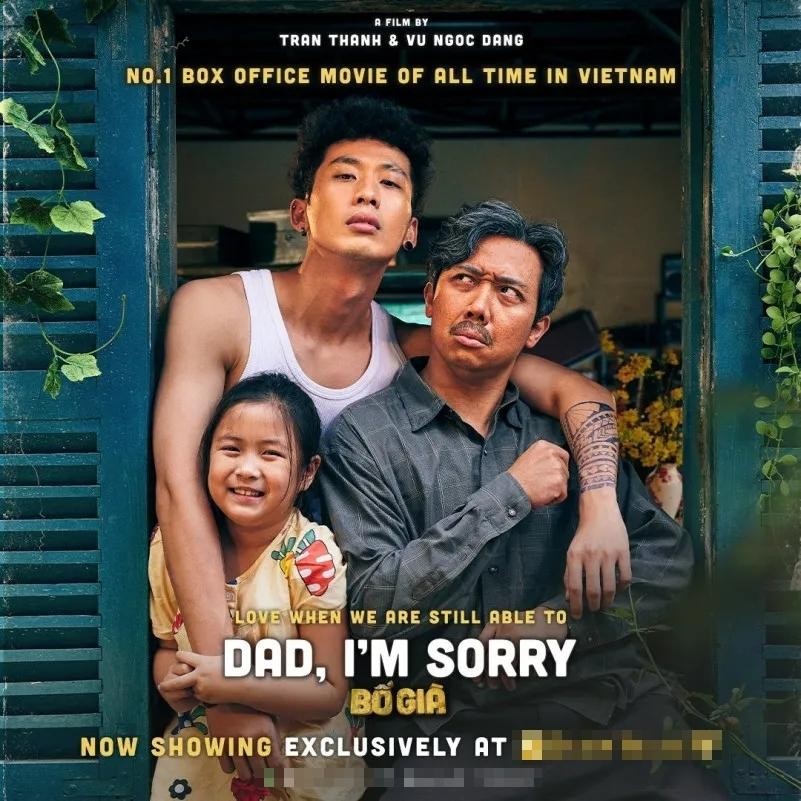 A FILM BY
TRAN THANH & VU NGOC DANG
NO.1 BOX OFFICE MOVIE OF ALL TIME IN VIETNAM
LOVE WHEN WE ARE STILL ABLE TO
DAD, I'M SORRY
BỐ GIÀ
NOW SHOWING EXCLUSIVELY AT